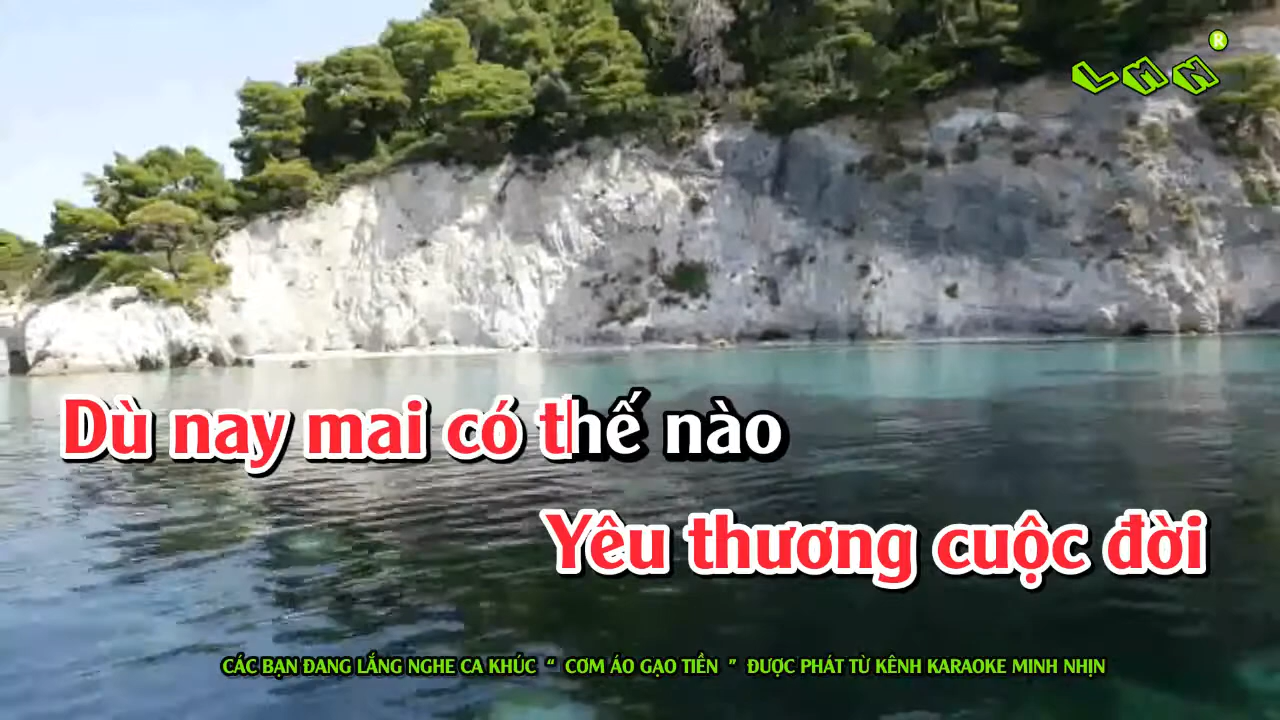 LMN ®
Dù nay mai có thế nào
Yêu thương cuộc đời
CÁC BẠN ĐANG LẮNG NGHE CA KHÚC “ CƠM ÁO GẠO TIỀN ” ĐƯỢC PHÁT TỪ KÊNH KARAOKE MINH NHỊN